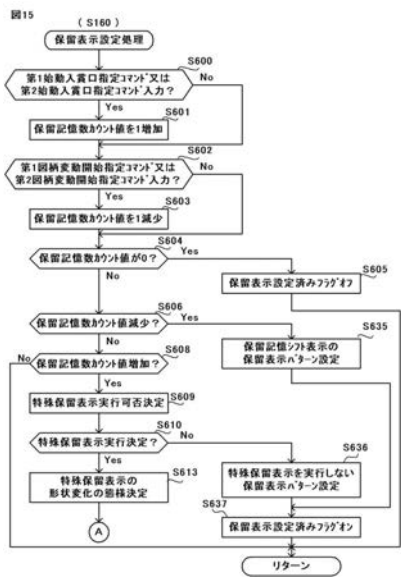 図15
( S160 )
保留表示設定処理
S600
第1始動入賞口指定コマンド又は
第2始動入賞口指定コマンド入力？
No
Yes
S601
保留記憶数カウント値を1増加
S602
第1図柄変動開始指定コマンド又は
第2図柄変動開始指定コマンド入力？
No
Yes
S603
保留記憶数カウント値を1減少
S604
保留記憶数カウント値が0？
Yes
S605
No
保留表示設定済みフラグオフ
S606
保留記憶数カウント値減少？
Yes
S635
No
保留記憶シフト表示の
保留表示パターン設定
S608
No
保留記憶数カウント値増加？
Yes
S609
特殊保留表示実行可否決定
S610
特殊保留表示実行決定？
No
S636
Yes
S613
特殊保留表示を実行しない
保留表示パターン設定
特殊保留表示の
形状変化の態様決定
S637
A
保留表示設定済みフラグオン
リターン